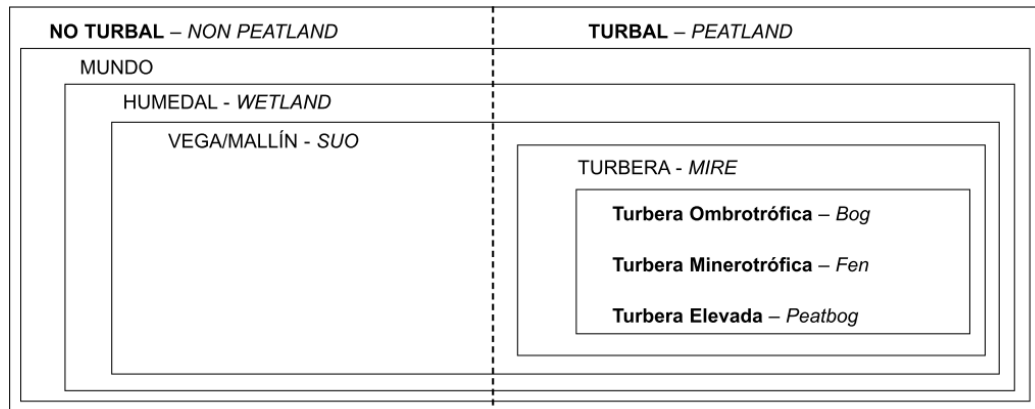 NO TURBAL – NON PEATLAND
TURBAL – PEATLAND
MUNDO
HUMEDAL - WETLAND
VEGA/MALLÍN - SUO
TURBERA - MIRE
Turbera Ombrotrófica – Bog
Turbera Minerotrófica – Fen
Turbera Elevada – Peatbog